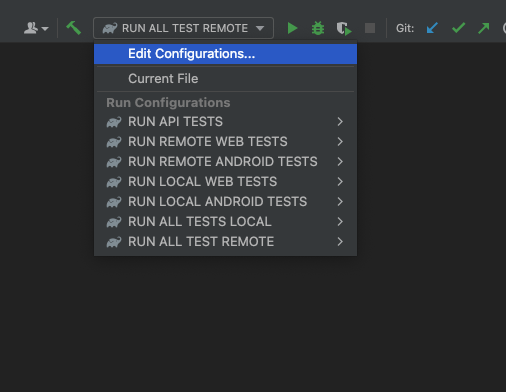 RUN ALL TEST REMOTE
Git:
Edit Configurations...
Current File
Run Configurations
RUN API TESTS
RUN REMOTE WEB TESTS
RUN REMOTE ANDROID TESTS
RUN LOCAL WEB TESTS
RUN LOCAL ANDROID TESTS
RUN ALL TESTS LOCAL
RUN ALL TEST REMOTE